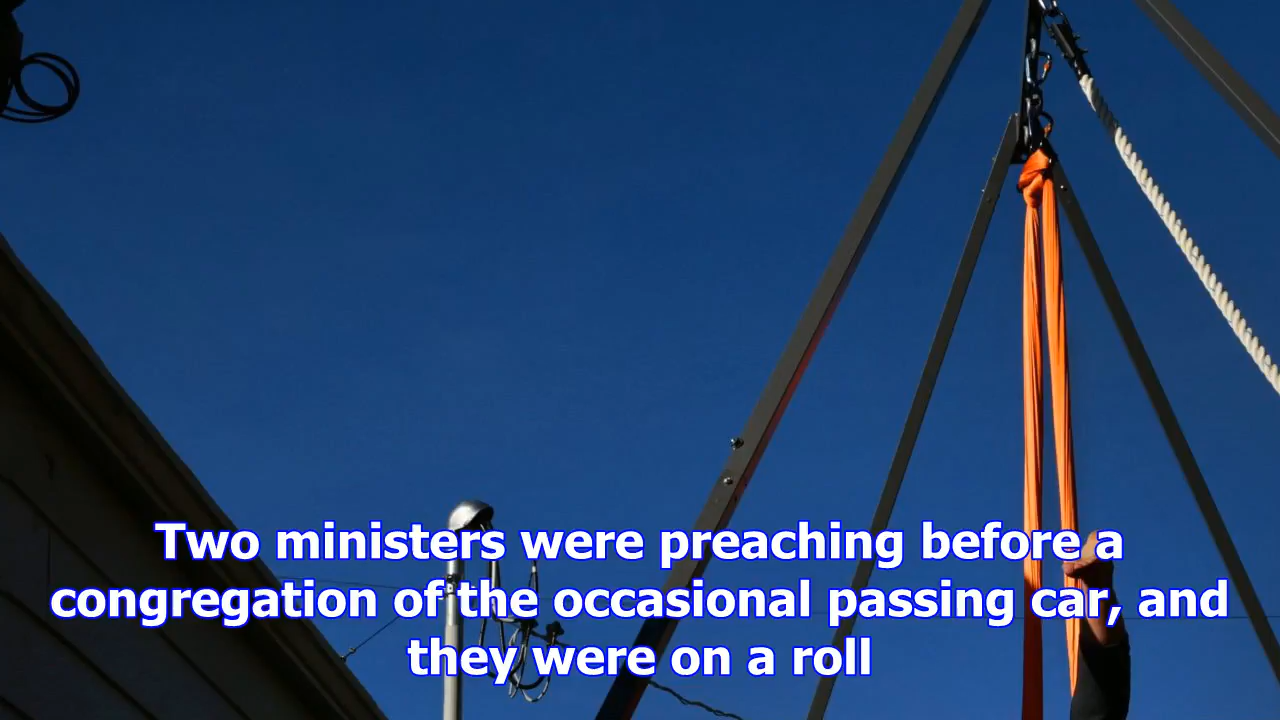 Two ministers were preaching before a
congregation of the occasional passing car, and
they were on a roll